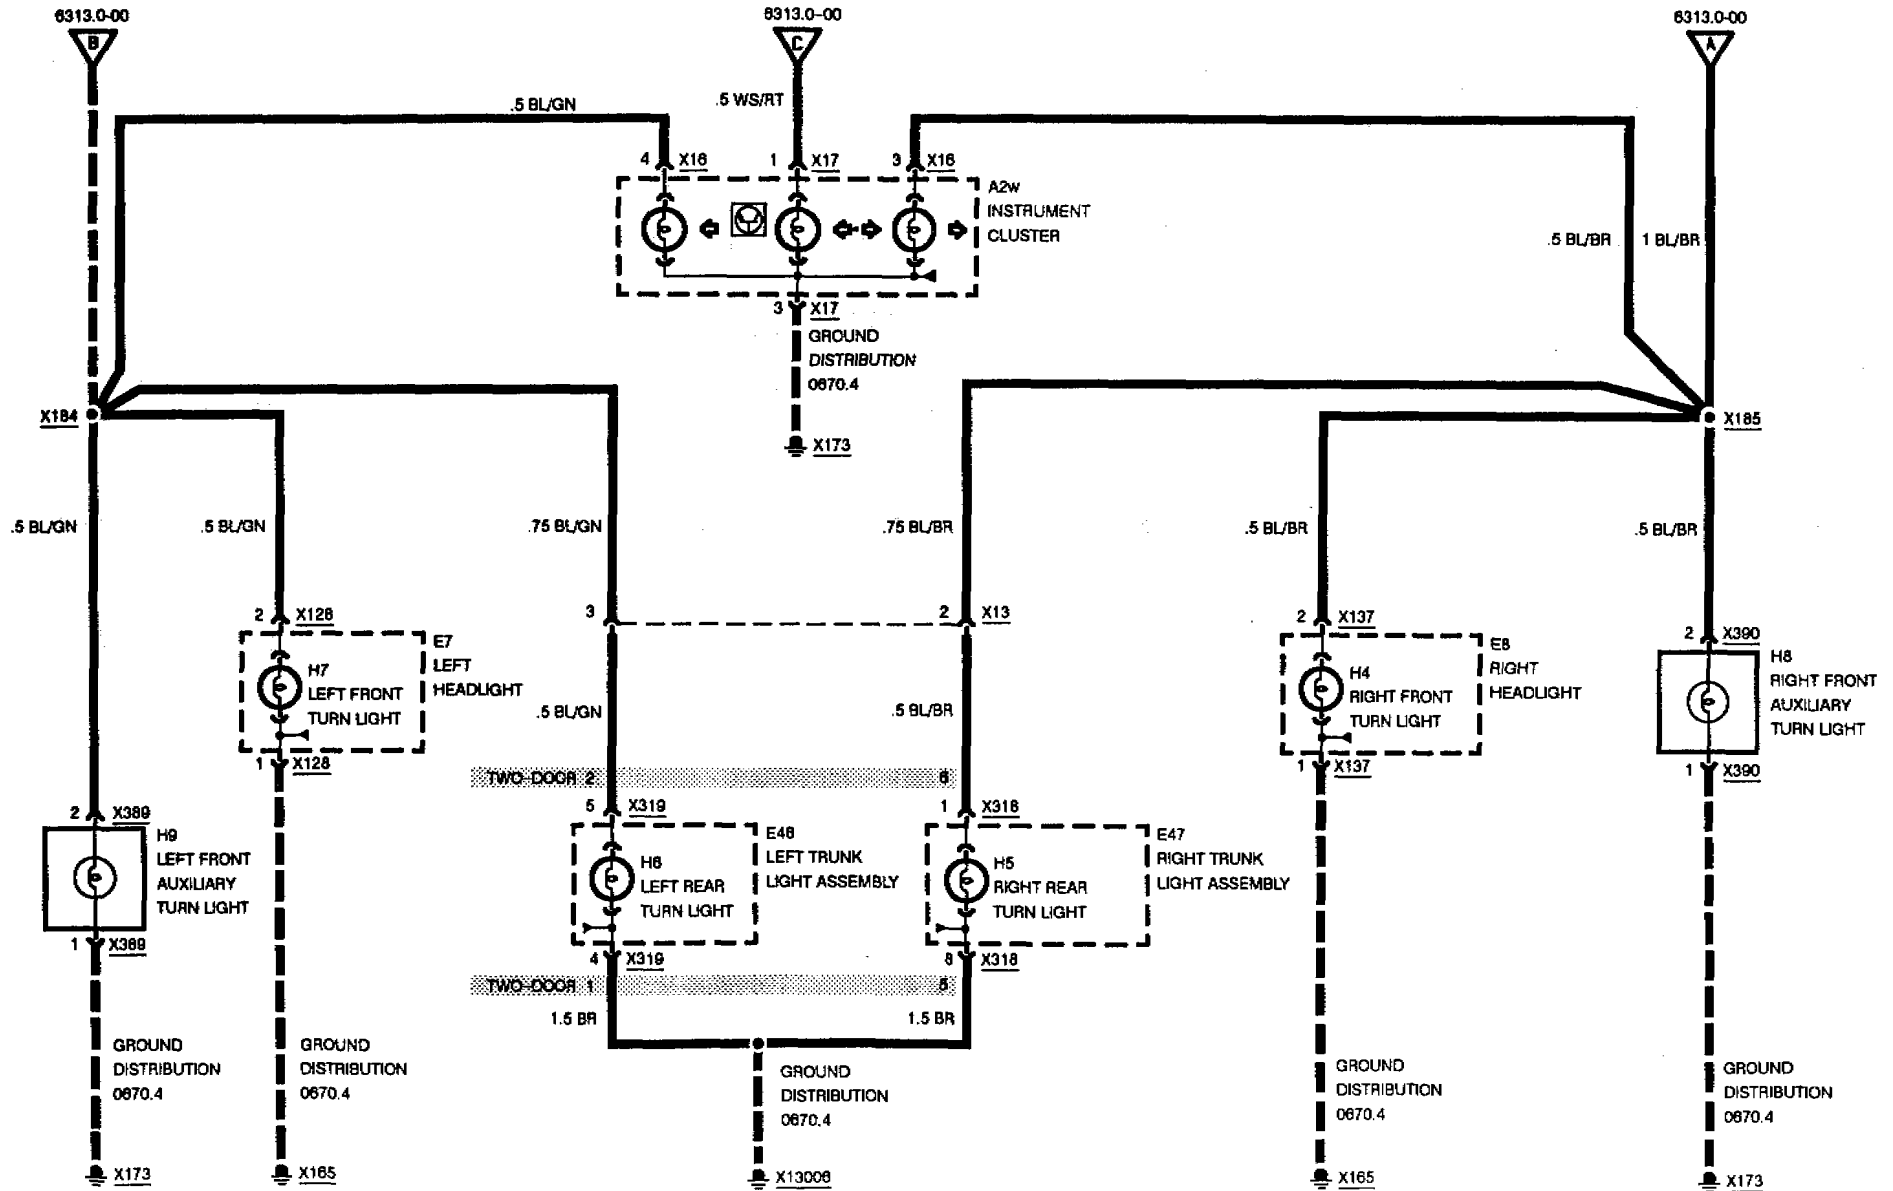 6313.0-00
B
6313.0-00
C
6313.0-00
A
.5 BL/GN
.5 WS/RT
4 X16
1 X17
3 X16
A2w
INSTRUMENT
CLUSTER
.5 BL/BR
1 BL/BR
3 X17
GROUND
DISTRIBUTION
0670.4
X173
X184
X185
.5 BL/GN
.5 BL/GN
.75 BL/GN
.75 BL/BR
.5 BL/BR
.5 BL/BR
2 X128
3
2 X13
2 X137
2 X390
E7
LEFT
HEADLIGHT
H7
LEFT FRONT
TURN LIGHT
1 X128
.5 BL/GN
.5 BL/BR
E8
RIGHT
HEADLIGHT
H4
RIGHT FRONT
TURN LIGHT
1 X137
H8
RIGHT FRONT
AUXILIARY
TURN LIGHT
1 X390
TWO-DOOR 2
6
2 X389
5 X319
1 X318
H9
LEFT FRONT
AUXILIARY
TURN LIGHT
1 X389
E46
LEFT TRUNK
LIGHT ASSEMBLY
H6
LEFT REAR
TURN LIGHT
E47
RIGHT TRUNK
LIGHT ASSEMBLY
H5
RIGHT REAR
TURN LIGHT
4 X319
8 X318
TWO-DOOR 1
5
1.5 BR
1.5 BR
GROUND
DISTRIBUTION
0670.4
X173
GROUND
DISTRIBUTION
0670.4
X165
GROUND
DISTRIBUTION
0670.4
X13006
GROUND
DISTRIBUTION
0670.4
X165
GROUND
DISTRIBUTION
0670.4
X173